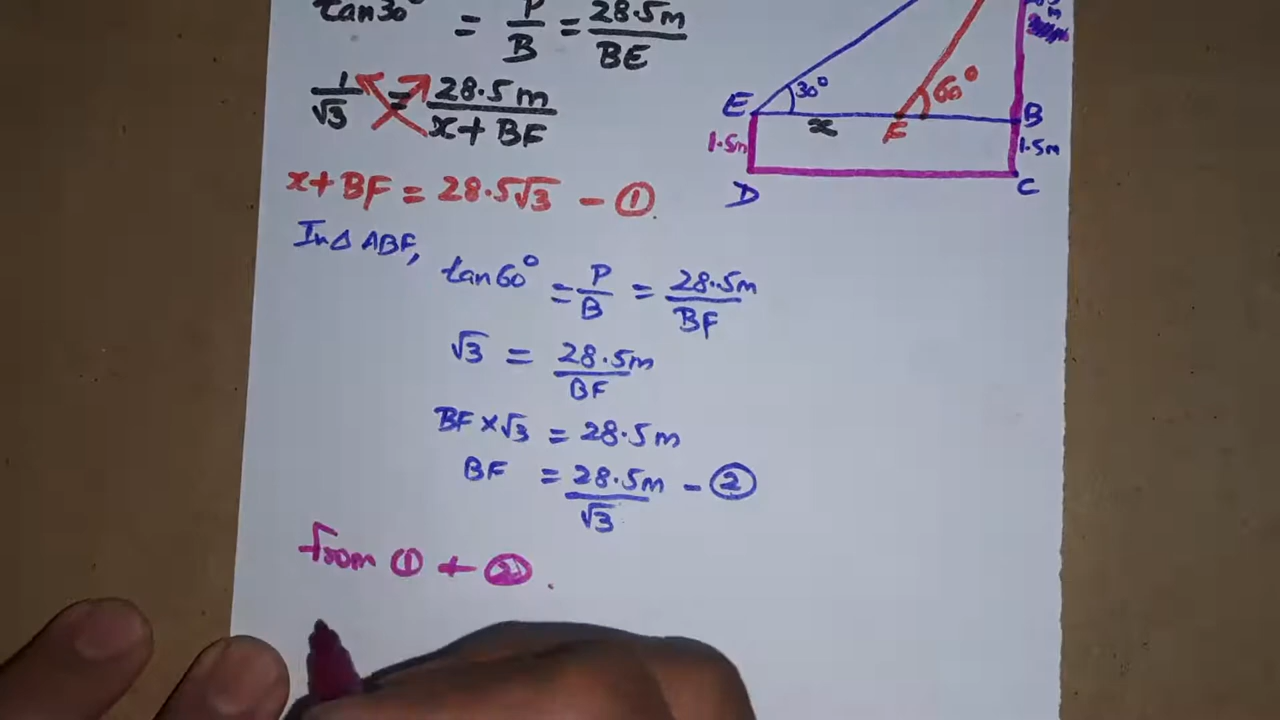 tan30° = P/B = 28.5m/BE
1/√3 = 28.5m/x+BF
x+BF = 28.5√3 - ①
In△ ABF,
tan60° = P/B = 28.5m/BF
√3 = 28.5m/BF
BF×√3 = 28.5m
BF = 28.5m/√3 - ②
from ① + ②.
30°
60°
E
x
F
B
1.5m
1.5m
D
C